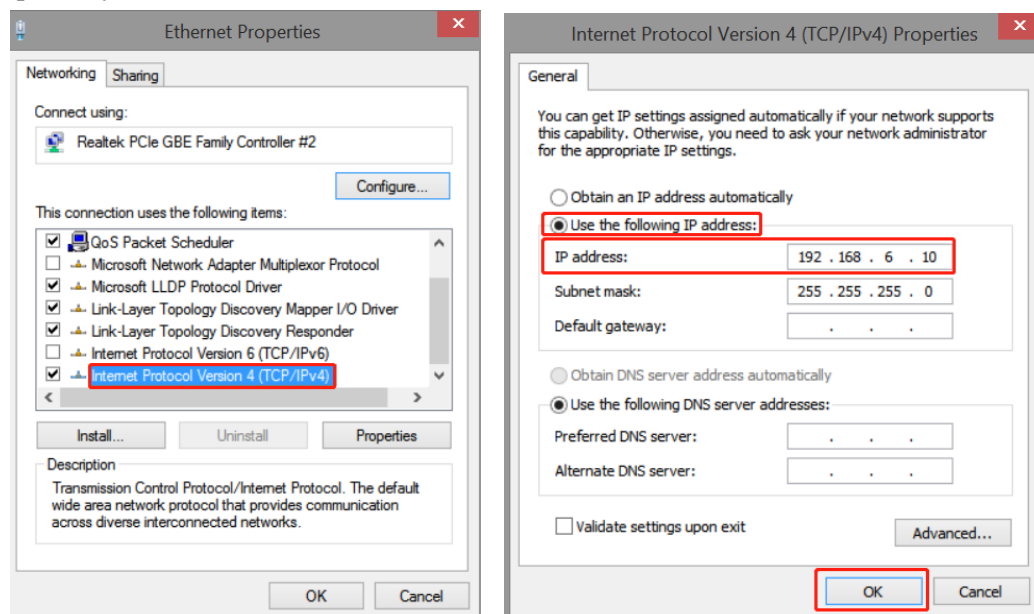 Ethernet Properties
Networking
Sharing
Connect using:
Realtek PCIe GBE Family Controller #2
Configure...
This connection uses the following items:
QoS Packet Scheduler
Microsoft Network Adapter Multiplexor Protocol
Microsoft LLDP Protocol Driver
Link-Layer Topology Discovery Mapper I/O Driver
Link-Layer Topology Discovery Responder
Internet Protocol Version 6 (TCP/IPv6)
Internet Protocol Version 4 (TCP/IPv4)
Install...
Uninstall
Properties
Description
Transmission Control Protocol/Internet Protocol. The default
wide area network protocol that provides communication
across diverse interconnected networks.
OK
Cancel
Internet Protocol Version 4 (TCP/IPv4) Properties
General
You can get IP settings assigned automatically if your network supports
this capability. Otherwise, you need to ask your network administrator
for the appropriate IP settings.
Obtain an IP address automatically
Use the following IP address:
IP address: 192 . 168 . 6 . 10
Subnet mask: 255 . 255 . 255 . 0
Default gateway: . . .
Obtain DNS server address automatically
Use the following DNS server addresses:
Preferred DNS server: . . .
Alternate DNS server: . . .
Validate settings upon exit
Advanced...
OK
Cancel